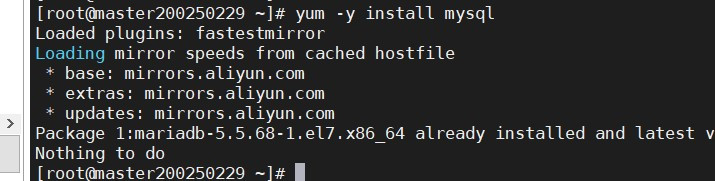 [root@master200250229 ~]# yum -y install mysql
Loaded plugins: fastestmirror
Loading mirror speeds from cached hostfile
 * base: mirrors.aliyun.com
 * extras: mirrors.aliyun.com
 * updates: mirrors.aliyun.com
Package 1:mariadb-5.5.68-1.el7.x86_64 already installed and latest v
Nothing to do
[root@master200250229 ~]#